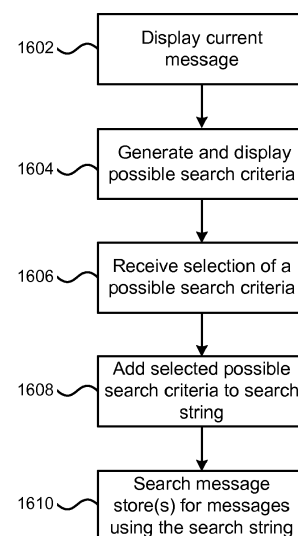 1602
Display current
message
1604
Generate and display
possible search criteria
1606
Receive selection of a
possible search criteria
1608
Add selected possible
search criteria to search
string
1610
Search message
store(s) for messages
using the search string